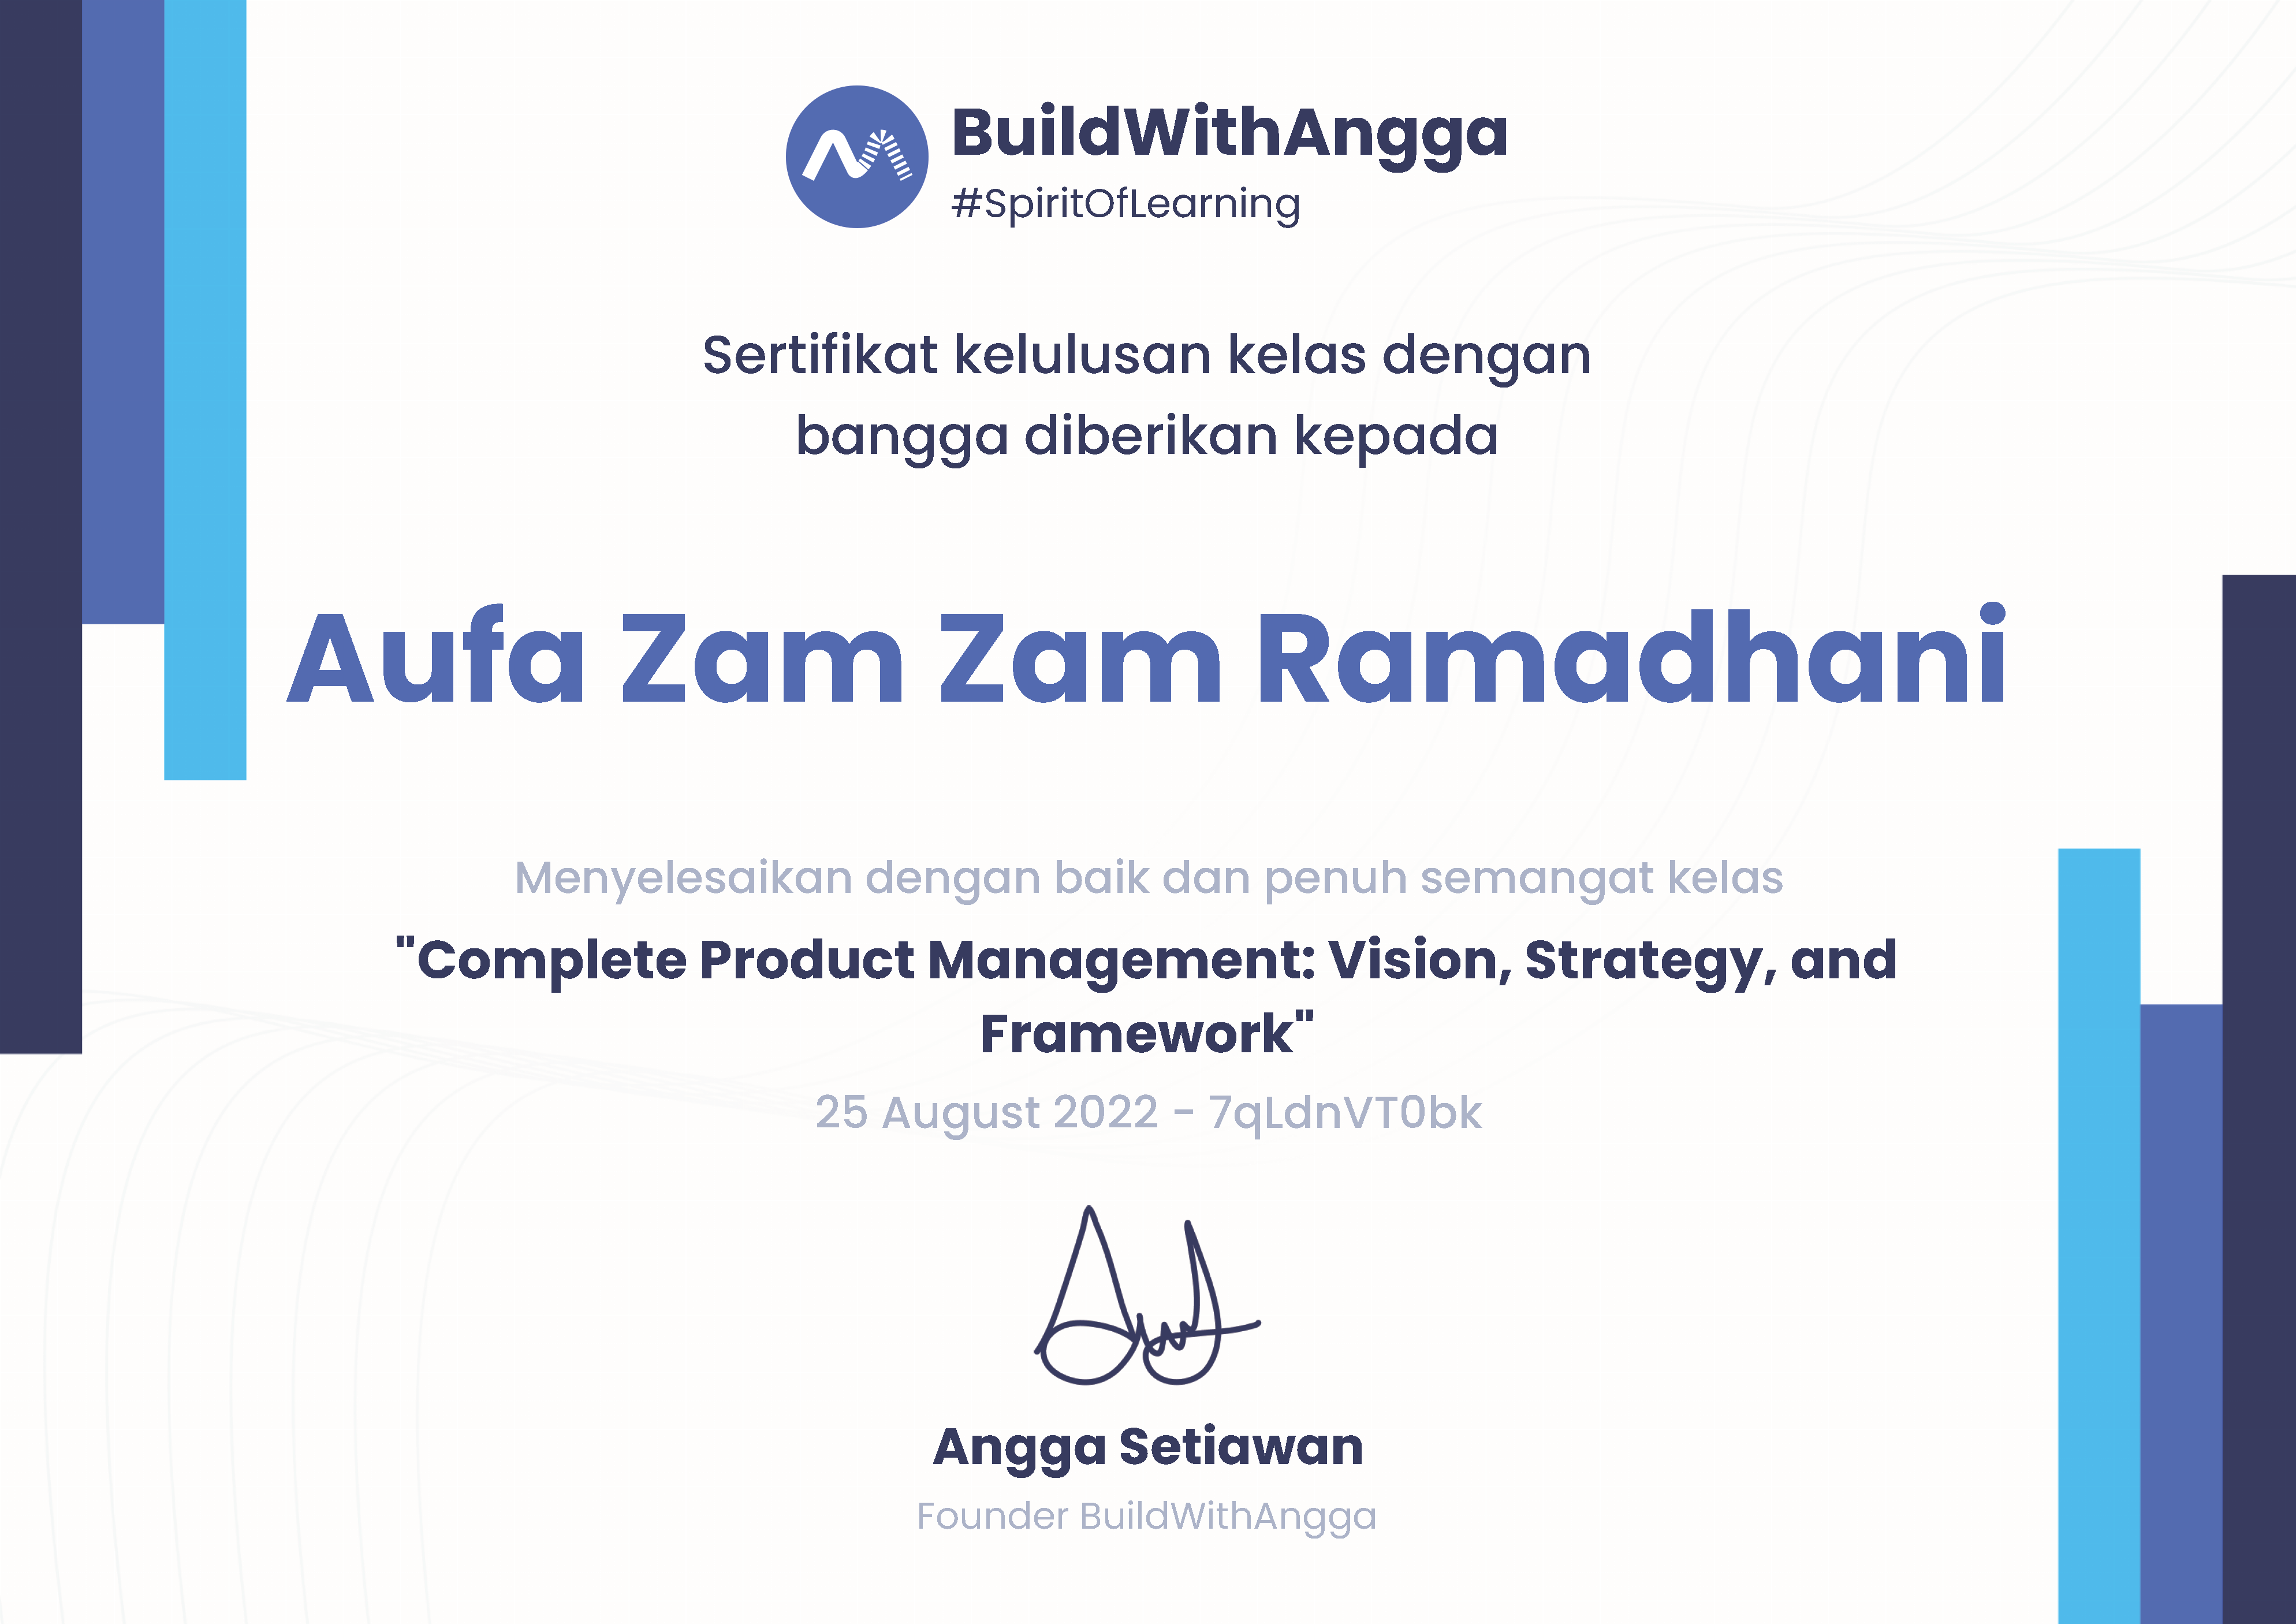 BuildWithAngga
#SpiritOfLearning
Sertifikat kelulusan kelas dengan
bangga diberikan kepada
Aufa Zam Zam Ramadhani
Menyelesaikan dengan baik dan penuh semangat kelas
"Complete Product Management: Vision, Strategy, and
Framework"
25 August 2022 - 7qLdnVT0bk
Angga Setiawan
Founder BuildWithAngga